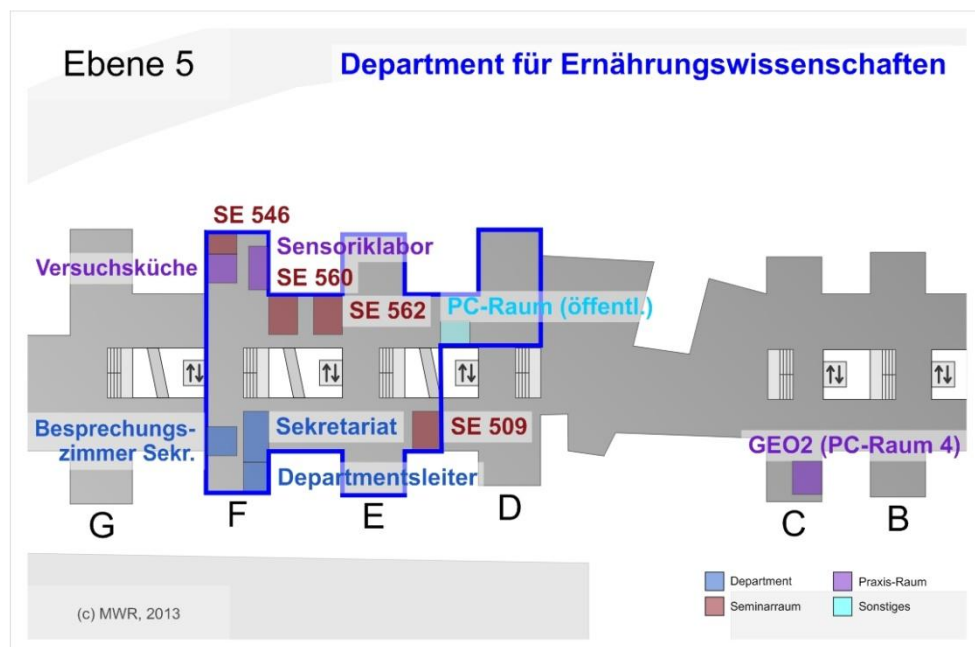 Ebene 5
Department für Ernährungswissenschaften
SE 546
Versuchsküche
Sensoriklabor
SE 560
SE 562
PC-Raum (öffentl.)
Besprechungs-
zimmer Sekr.
Sekretariat
SE 509
Departmentsleiter
GEO2 (PC-Raum 4)
G
F
E
D
C
B
Department
Praxis-Raum
Seminarraum
Sonstiges
(c) MWR, 2013